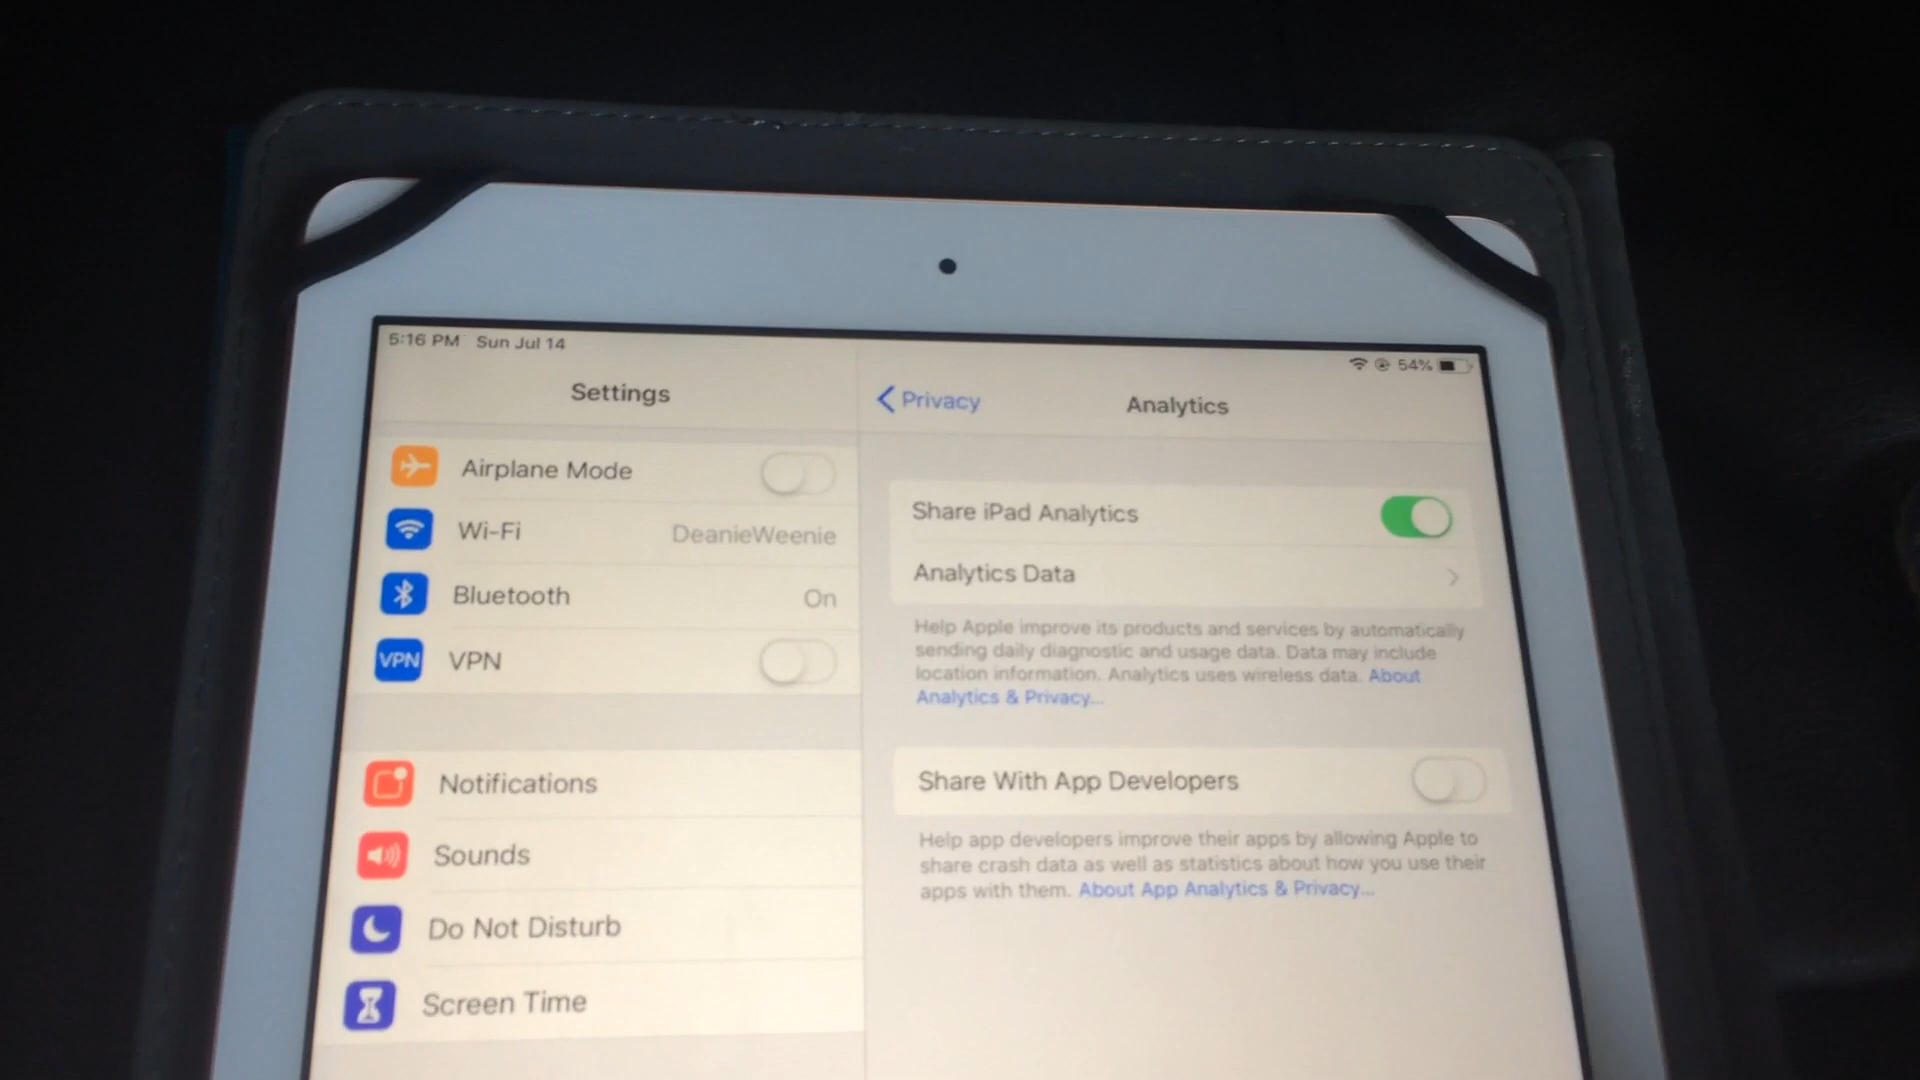 5:16 PM Sun Jul 14
54%
Settings
Airplane Mode
Wi-Fi DeanieWeenie
Bluetooth On
VPN VPN
Notifications
Sounds
Do Not Disturb
Screen Time
Privacy Analytics
Share iPad Analytics
Analytics Data
Help Apple improve its products and services by automatically
sending daily diagnostic and usage data. Data may include
location information. Analytics uses wireless data. About
Analytics & Privacy...
Share With App Developers
Help app developers improve their apps by allowing Apple to
share crash data as well as statistics about how you use their
apps with them. About App Analytics & Privacy...